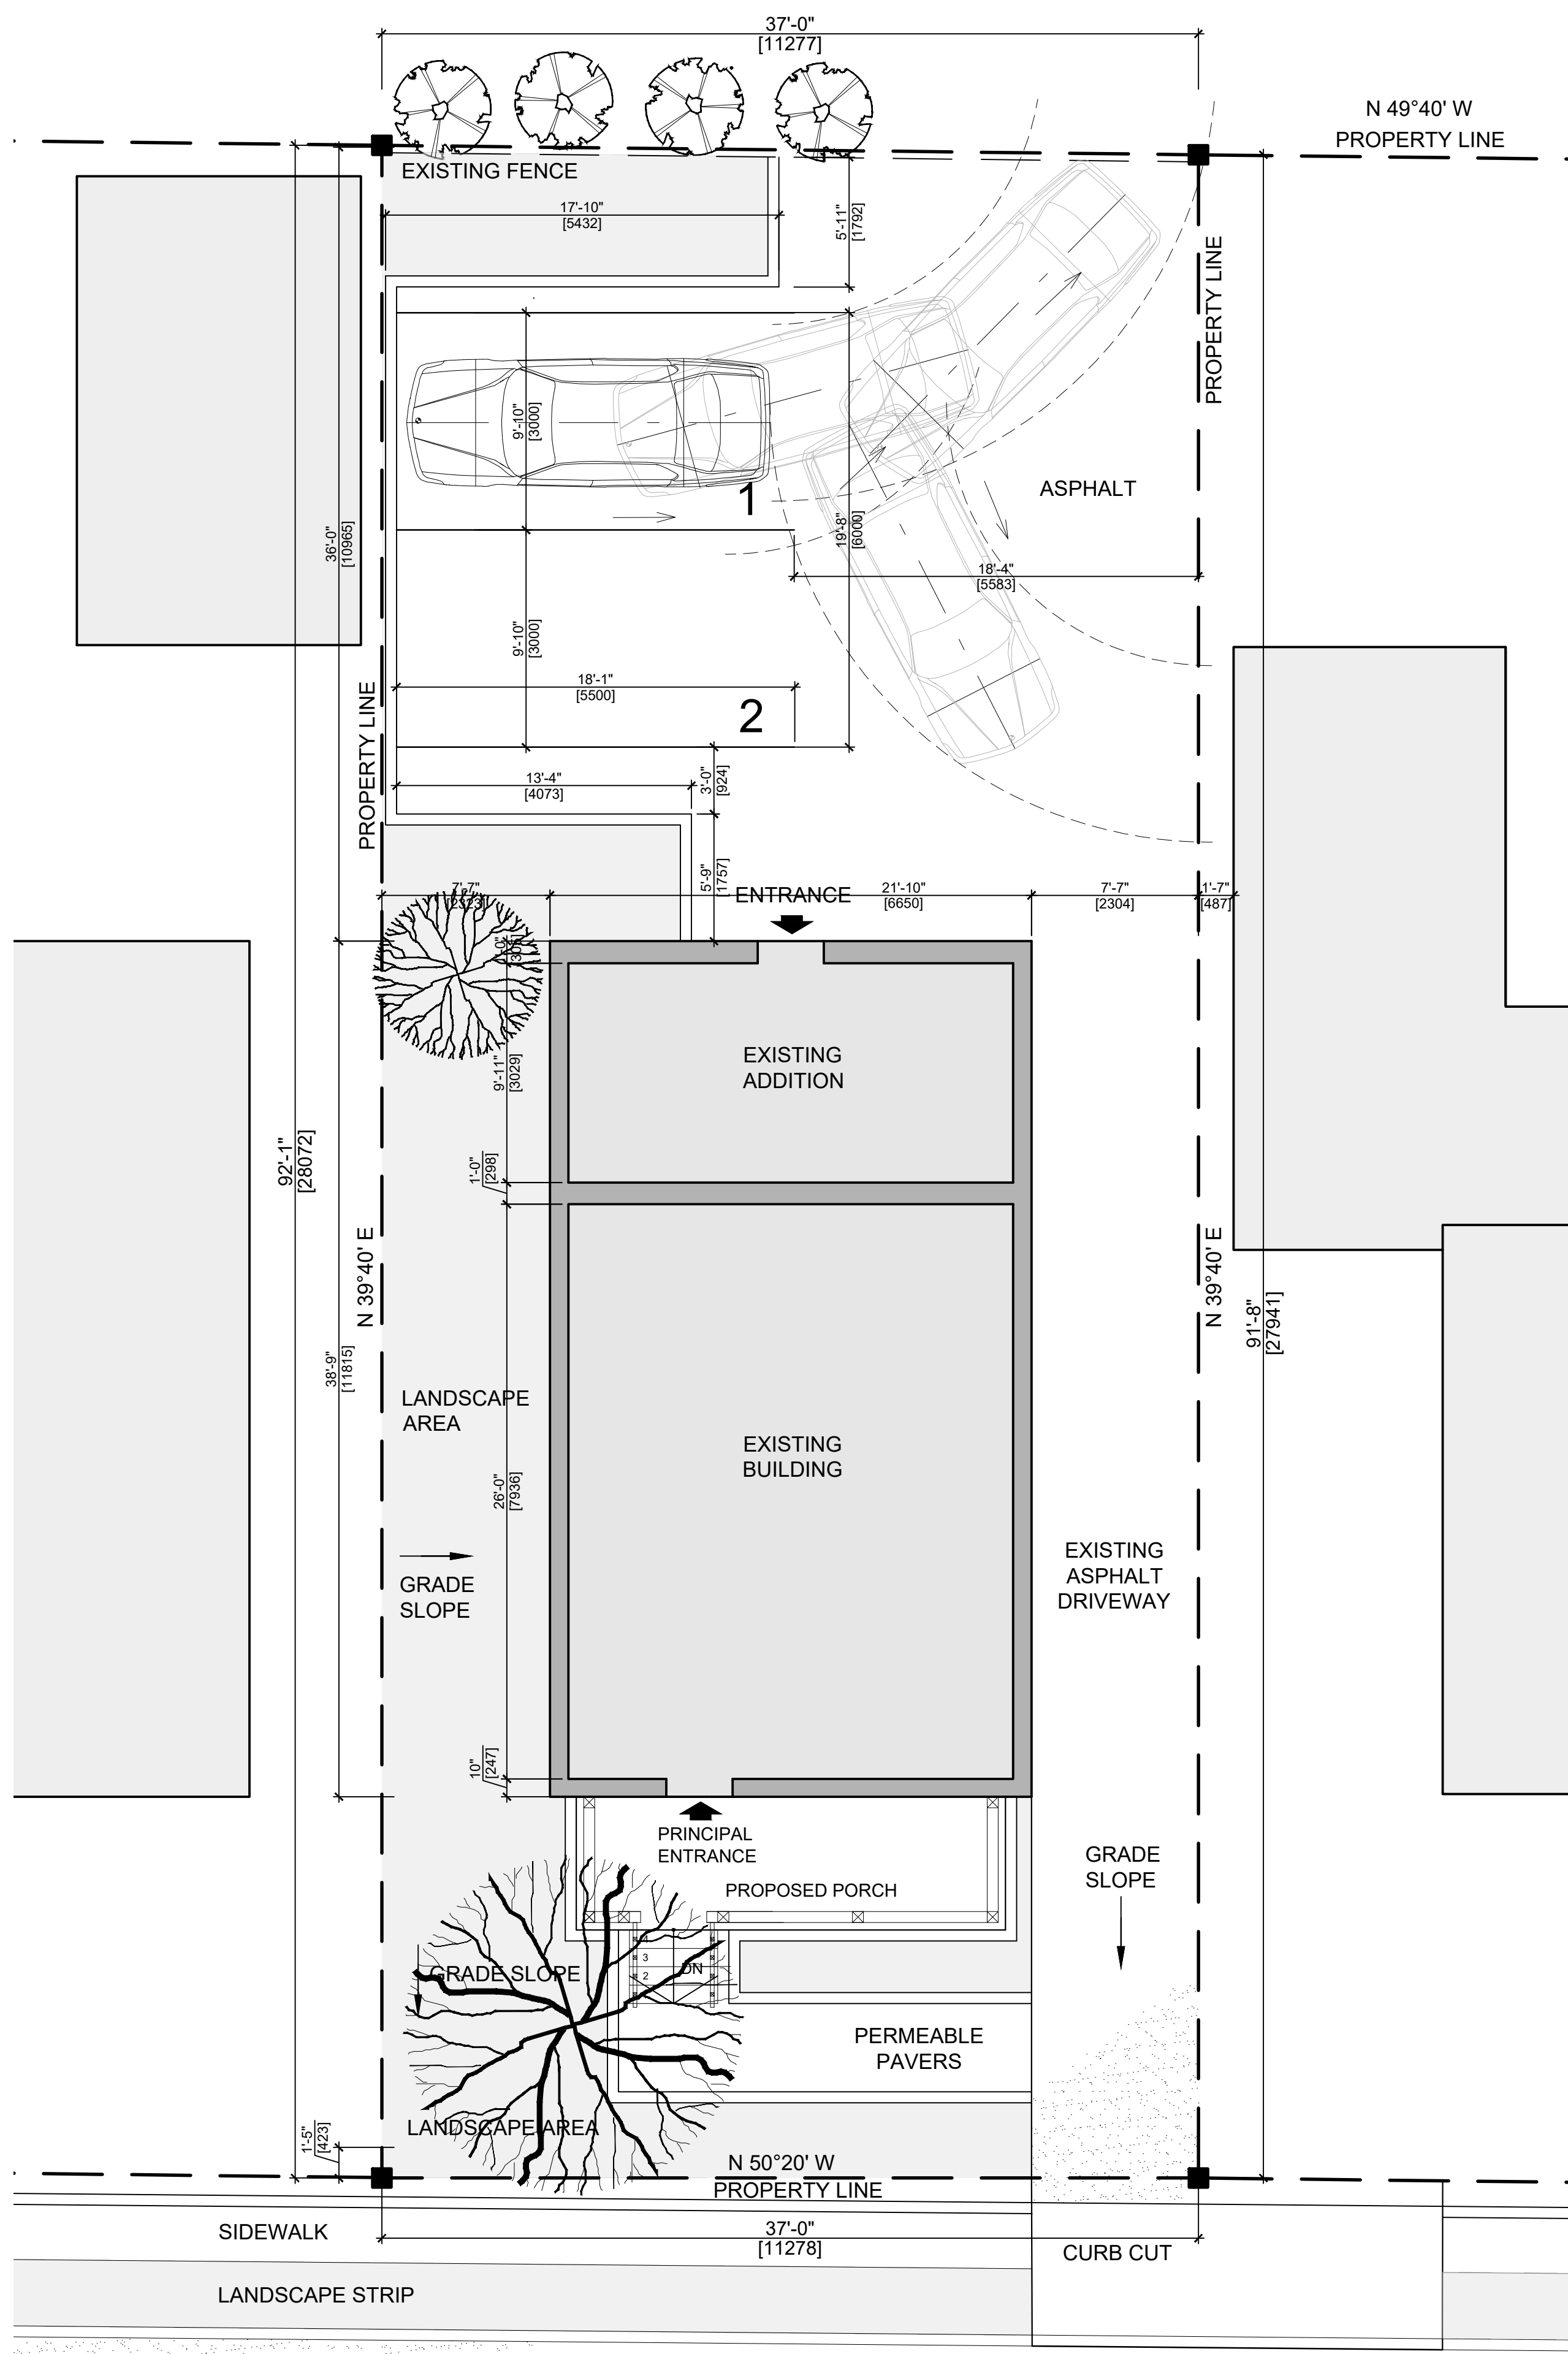 37'-0"
[11277]
N 49°40' W
PROPERTY LINE
EXISTING FENCE
17'-10"
[5432]
5'-11"
[1792]
PROPERTY LINE
9'-10"
[3000]
1
ASPHALT
36'-0"
[10965]
19'-8"
[6000]
18'-4"
[5583]
9'-10"
[3000]
18'-1"
[5500]
2
PROPERTY LINE
13'-4"
[4073]
3'-0"
[924]
5'-9"
[1757]
7'-7"
[2323]
ENTRANCE
21'-10"
[6650]
7'-7"
[2304]
1'-7"
[487]
EXISTING
ADDITION
9'-11"
[3029]
1'-0"
[298]
92'-1"
[28072]
N 39°40' E
N 39°40' E
91'-8"
[27941]
38'-9"
[11815]
LANDSCAPE
AREA
EXISTING
BUILDING
26'-0"
[7936]
GRADE
SLOPE
EXISTING
ASPHALT
DRIVEWAY
10"
[247]
PRINCIPAL
ENTRANCE
PROPOSED PORCH
GRADE
SLOPE
3
2
DN
GRADE SLOPE
PERMEABLE
PAVERS
LANDSCAPE AREA
1'-5"
[423]
N 50°20' W
PROPERTY LINE
SIDEWALK
37'-0"
[11278]
CURB CUT
LANDSCAPE STRIP